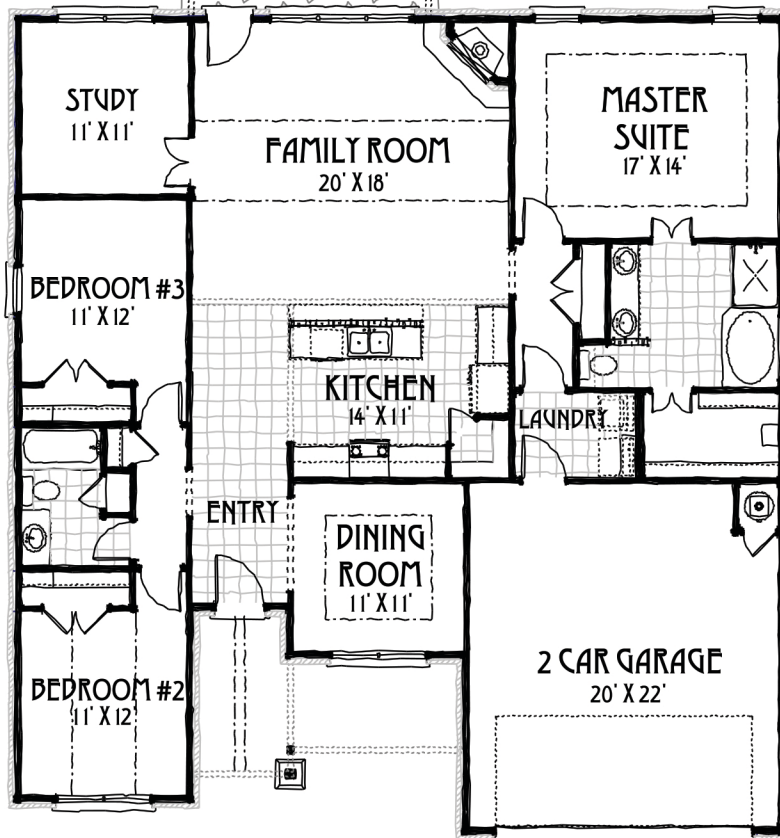 STUDY
11' X 11'
FAMILY ROOM
20' X 18'
MASTER
SUITE
17' X 14'
BEDROOM #3
11' X 12'
KITCHEN
14' X 11'
LAUNDRY
ENTRY
DINING
ROOM
11' X 11'
BEDROOM #2
11' X 12'
2 CAR GARAGE
20' X 22'